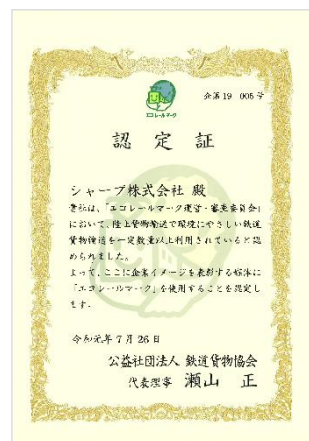 企第19-005号
エコレールマーク
認定証
シャープ株式会社 殿
貴社は、「エコレールマーク運営・審査委員会」
において、陸上貨物輸送で環境にやさしい鉄道
貨物輸送を一定数量以上利用されていると認
められました。
よって、ここに企業イメージを表彰する媒体に
「エコレールマーク」を使用することを認定し
ます。
令和元年7月26日
公益社団法人 鉄道貨物協会
代表理事 瀬山 正